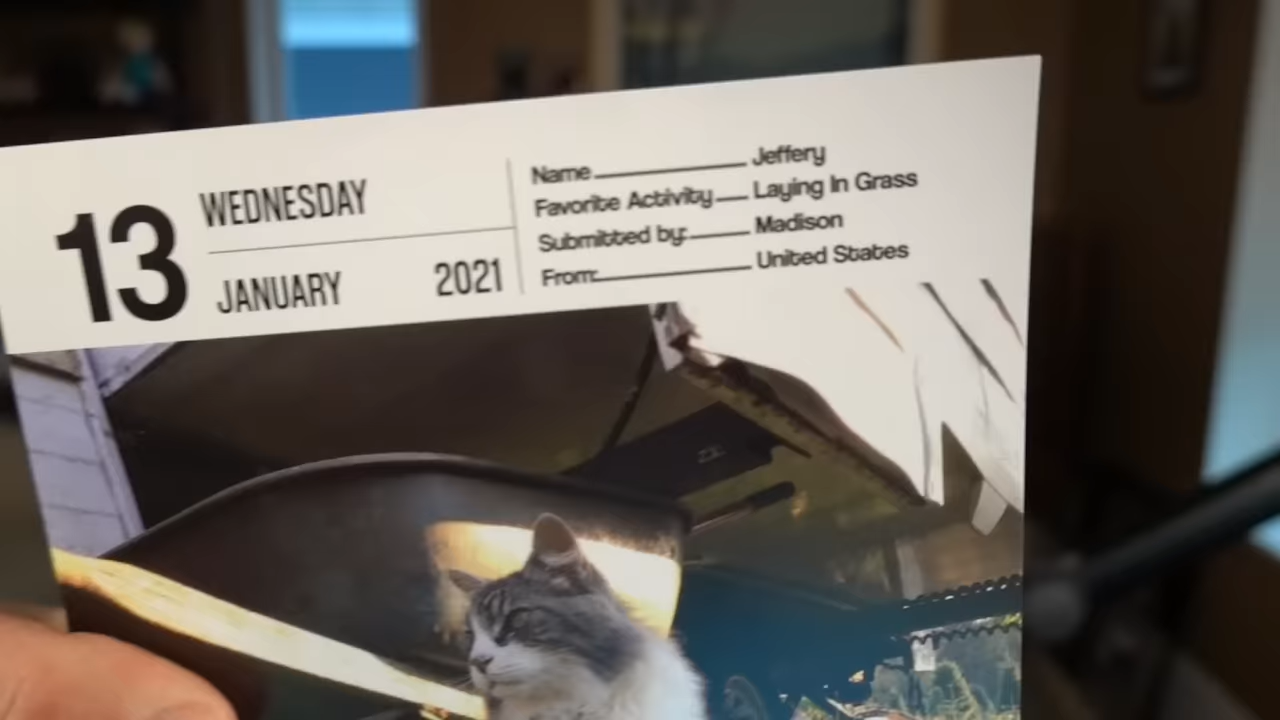 13
WEDNESDAY
JANUARY 2021
Name Jeffery
Favorite Activity Laying In Grass
Submitted by: Madison
From: United States